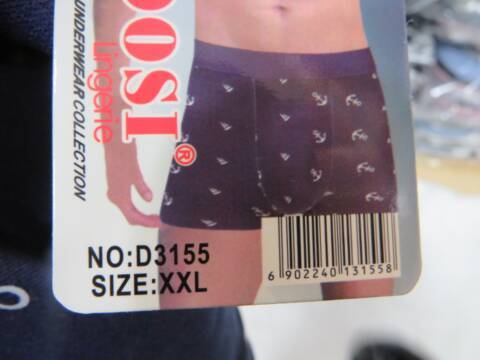 OOSI®
Lingerie
UNDERWEAR COLLECTION
NO:D3155
SIZE:XXL
6 902240 131558